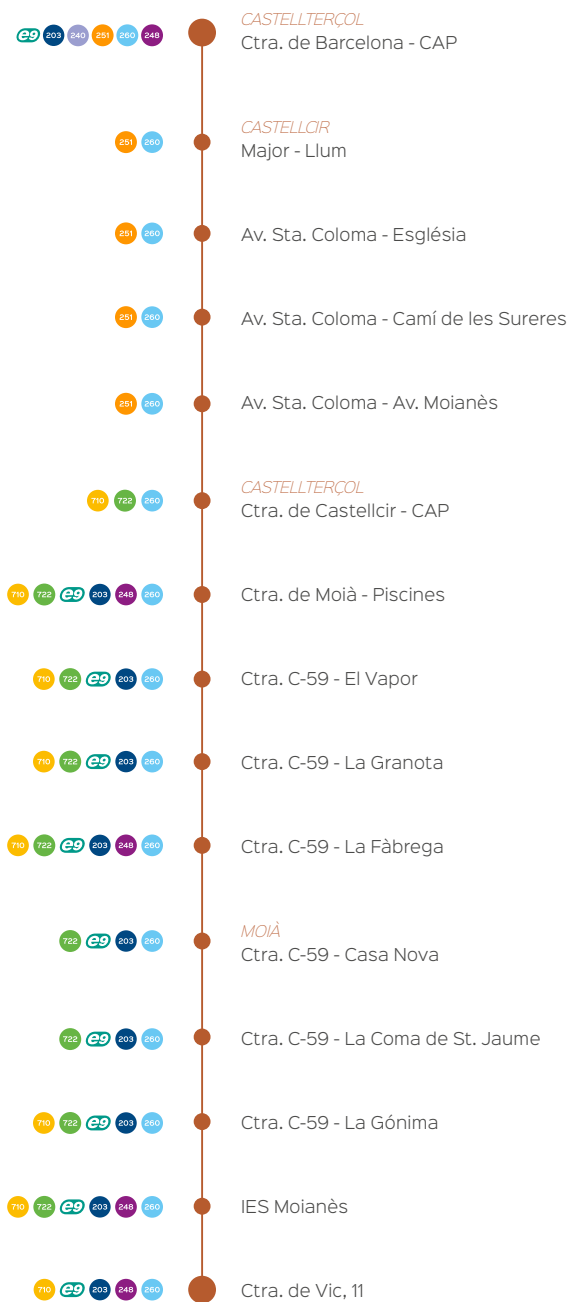 CASTELLTERÇOL
e9 203 240 251 260 248 Ctra. de Barcelona - CAP
CASTELLCIR
251 260 Major - Llum
251 260 Av. Sta. Coloma - Església
251 260 Av. Sta. Coloma - Camí de les Sureres
251 260 Av. Sta. Coloma - Av. Moianès
CASTELLTERÇOL
710 722 260 Ctra. de Castellcir - CAP
710 722 e9 203 248 260 Ctra. de Moià - Piscines
710 722 e9 203 260 Ctra. C-59 - El Vapor
710 722 e9 203 260 Ctra. C-59 - La Granota
710 722 e9 203 248 260 Ctra. C-59 - La Fàbrega
MOIÀ
722 e9 203 260 Ctra. C-59 - Casa Nova
722 e9 203 260 Ctra. C-59 - La Coma de St. Jaume
710 722 e9 203 260 Ctra. C-59 - La Gónima
710 722 e9 203 248 260 IES Moianès
710 e9 203 248 260 Ctra. de Vic, 11